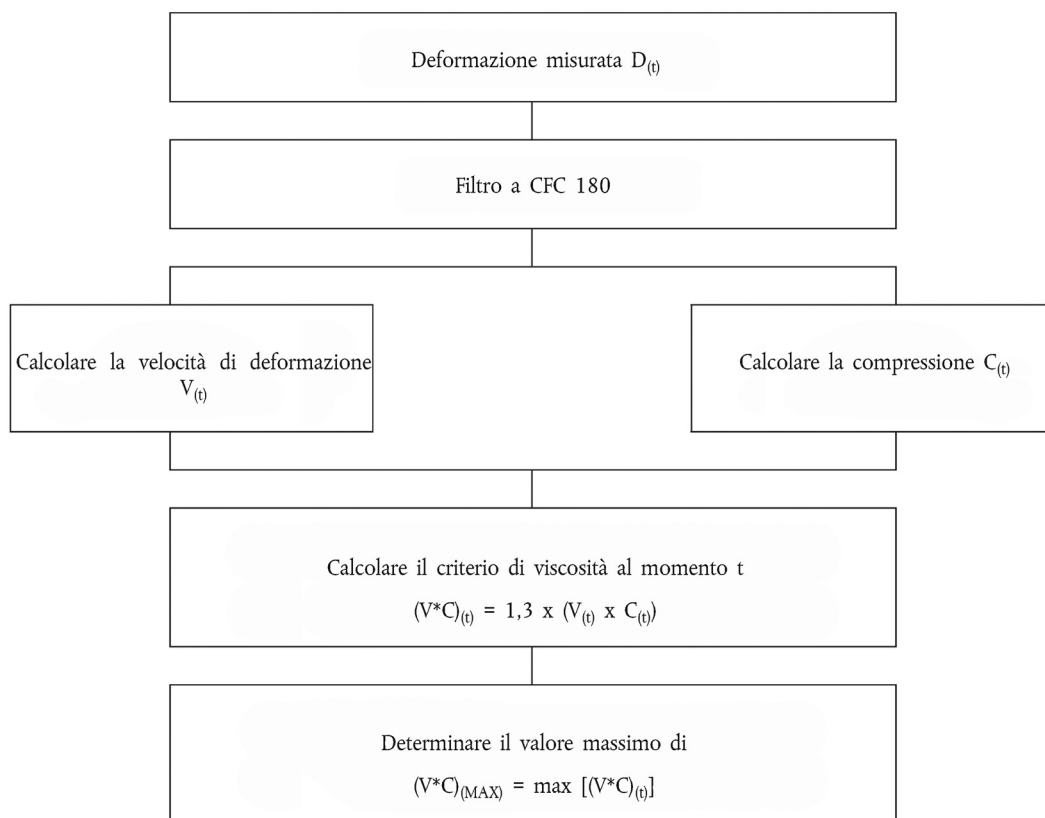 Deformazione misurata D(t)
Filtro a CFC 180
Calcolare la velocità di deformazione
V(t)
Calcolare la compressione C(t)
Calcolare il criterio di viscosità al momento t
(V*C)(t) = 1,3 x (V(t) x C(t))
Determinare il valore massimo di
(V*C)(MAX) = max [(V*C)(t)]